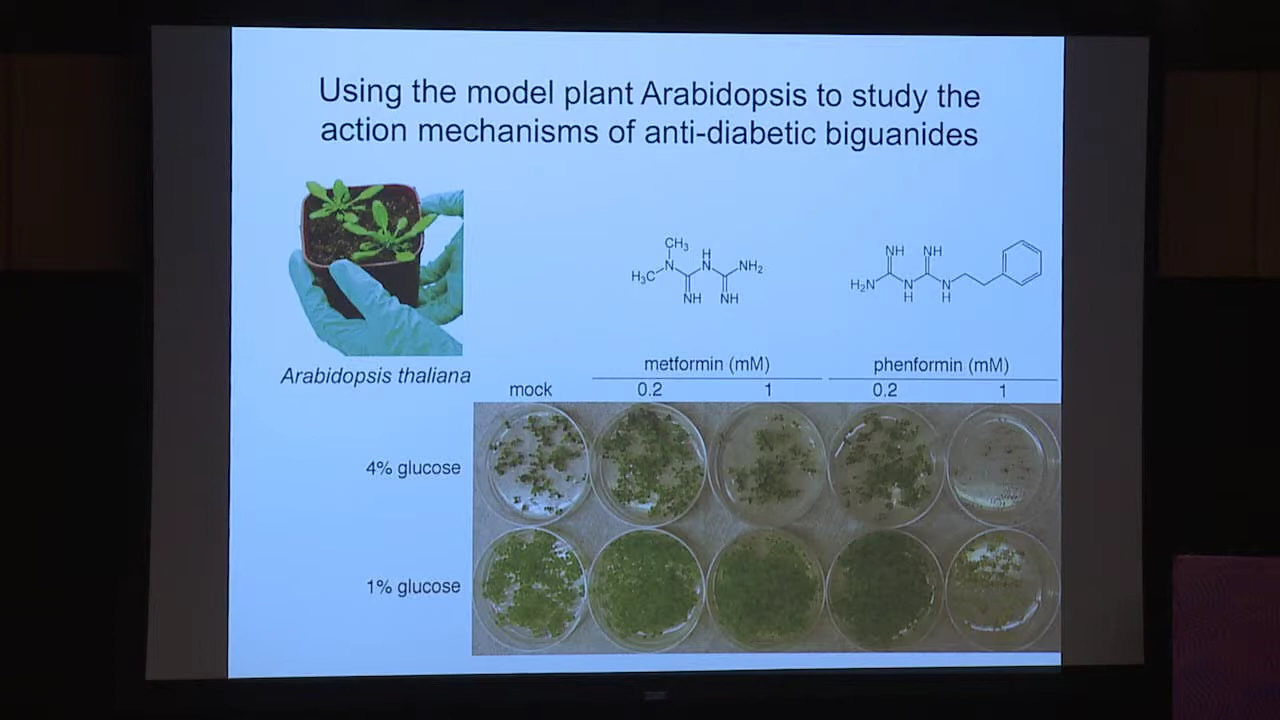 Using the model plant Arabidopsis to study the
action mechanisms of anti-diabetic biguanides
CH3
H3C
N
H
N
NH2
NH
NH
NH
NH
H2N
N
H
N
H
Arabidopsis thaliana
metformin (mM)
phenformin (mM)
mock
0.2
1
0.2
1
4% glucose
1% glucose